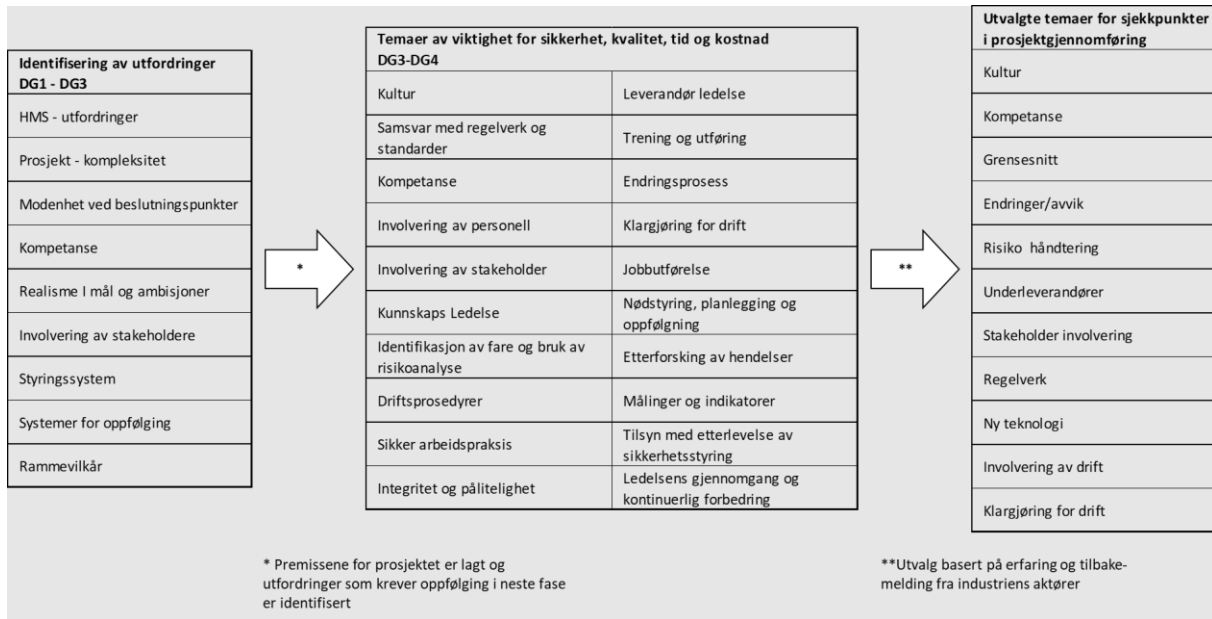 Identifisering av utfordringer
DG1 - DG3
HMS - utfordringer
Prosjekt - kompleksitet
Modenhet ved beslutningspunkter
Kompetanse
Realisme I mål og ambisjoner
Involvering av stakeholdere
Styringssystem
Systemer for oppfølging
Rammevilkår
*
Temaer av viktighet for sikkerhet, kvalitet, tid og kostnad
DG3-DG4
Kultur
Leverandør ledelse
Samsvar med regelverk og
standarder
Trening og utføring
Kompetanse
Endringsprosess
Involvering av personell
Klargjøring for drift
Involvering av stakeholder
Jobbutførelse
Kunnskaps Ledelse
Nødstyring, planlegging og
oppfølgning
Identifikasjon av fare og bruk av
risikoanalyse
Etterforsking av hendelser
Driftsprosedyrer
Målinger og indikatorer
Sikker arbeidspraksis
Tilsyn med etterlevelse av
sikkerhetsstyring
Integritet og pålitelighet
Ledelsens gjennomgang og
kontinuerlig forbedring
**
Utvalgte temaer for sjekkpunkter
i prosjektgjennomføring
Kultur
Kompetanse
Grensesnitt
Endringer/avvik
Risiko håndtering
Underleverandører
Stakeholder involvering
Regelverk
Ny teknologi
Involvering av drift
Klargjøring for drift
* Premissene for prosjektet er lagt og
utfordringer som krever oppfølging i neste fase
er identifisert
**Utvalg basert på erfaring og tilbake-
melding fra industriens aktører